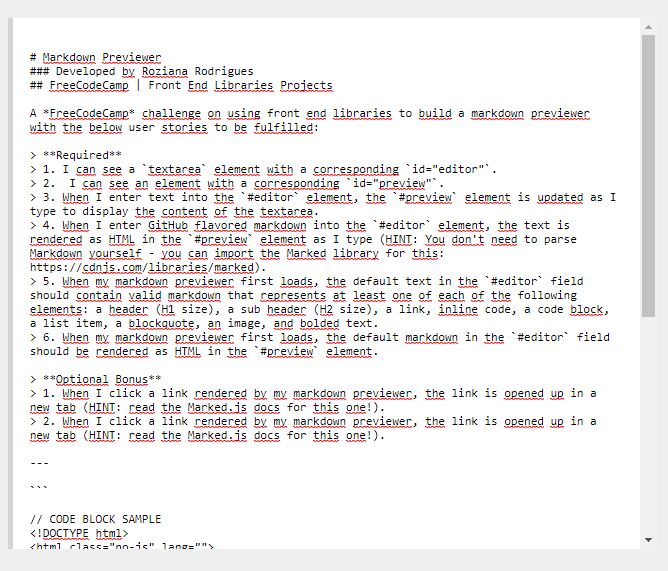 # Markdown Previewer
### Developed by Roziana Rodrigues
## FreeCodeCamp | Front End Libraries Projects
A *FreeCodeCamp* challenge on using front end libraries to build a markdown previewer
with the below user stories to be fulfilled:
> **Required**
> 1. I can see a `textarea` element with a corresponding `id="editor"`.
> 2.  I can see an element with a corresponding `id="preview"`.
> 3. When I enter text into the `#editor` element, the `#preview` element is updated as I
type to display the content of the textarea.
> 4. When I enter GitHub flavored markdown into the `#editor` element, the text is
rendered as HTML in the `#preview` element as I type (HINT: You don't need to parse
Markdown yourself - you can import the Marked library for this:
https://cdnjs.com/libraries/marked).
> 5. When my markdown previewer first loads, the default text in the `#editor` field
should contain valid markdown that represents at least one of each of the following
elements: a header (H1 size), a sub header (H2 size), a link, inline code, a code block,
a list item, a blockquote, an image, and bolded text.
> 6. When my markdown previewer first loads, the default markdown in the `#editor` field
should be rendered as HTML in the `#preview` element.
> **Optional Bonus**
> 1. When I click a link rendered by my markdown previewer, the link is opened up in a
new tab (HINT: read the Marked.js docs for this one!).
> 2. When I click a link rendered by my markdown previewer, the link is opened up in a
new tab (HINT: read the Marked.js docs for this one!).
---
```
// CODE BLOCK SAMPLE
<!DOCTYPE html>
<html class="no-js" lang="">